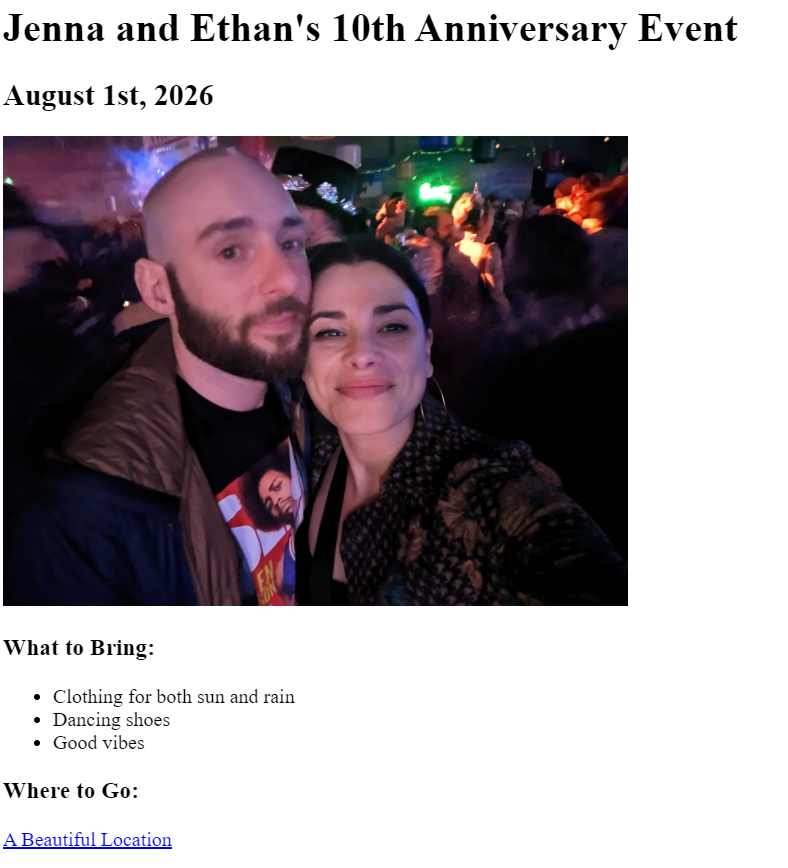 Jenna and Ethan's 10th Anniversary Event
August 1st, 2026
What to Bring:
Clothing for both sun and rain
Dancing shoes
Good vibes
Where to Go:
A Beautiful Location